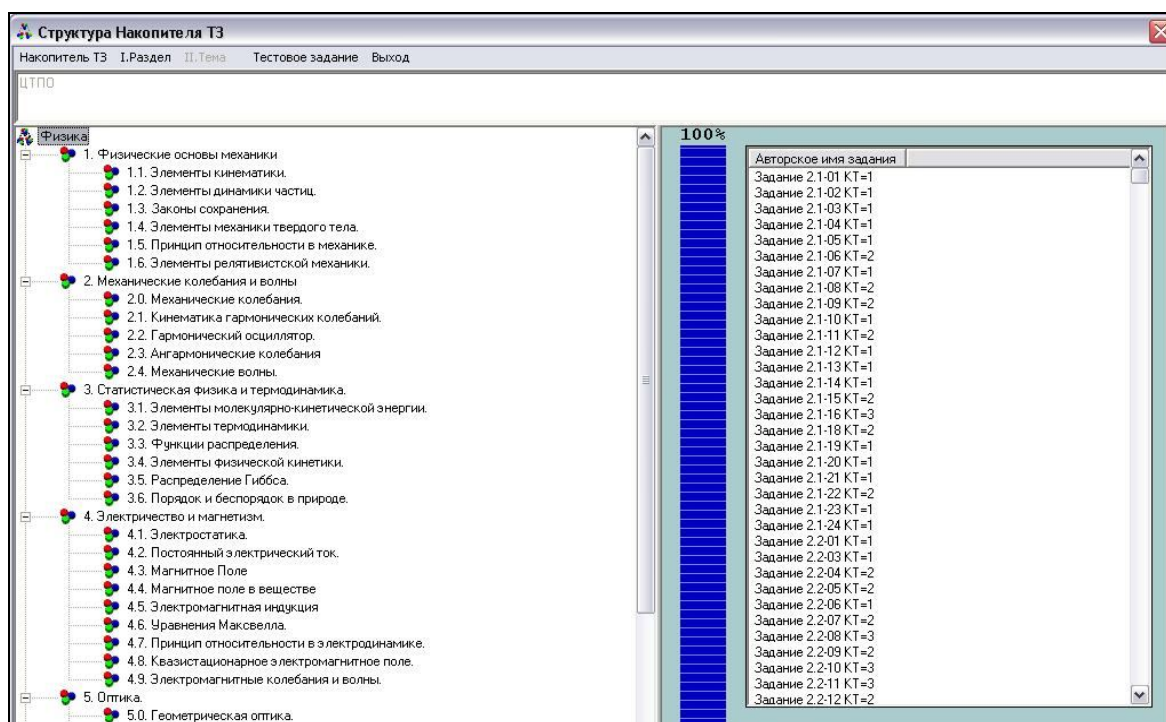 Структура Накопителя ТЗ
Накопитель ТЗ I.Раздел II.Тема Тестовое задание Выход
ЦТПО
Физика
1. Физические основы механики
1.1. Элементы кинематики.
1.2. Элементы динамики частиц.
1.3. Законы сохранения.
1.4. Элементы механики твердого тела.
1.5. Принцип относительности в механике.
1.6. Элементы релятивистской механики.
2. Механические колебания и волны
2.0. Механические колебания.
2.1. Кинематика гармонических колебаний.
2.2. Гармонический осциллятор.
2.3. Ангармонические колебания
2.4. Механические волны.
3. Статистическая физика и термодинамика.
3.1. Элементы молекулярно-кинетической энергии.
3.2. Элементы термодинамики.
3.3. Функции распределения.
3.4. Элементы физической кинетики.
3.5. Распределение Гиббса.
3.6. Порядок и беспорядок в природе.
4. Электричество и магнетизм.
4.1. Электростатика.
4.2. Постоянный электрический ток.
4.3. Магнитное Поле
4.4. Магнитное поле в веществе
4.5. Электромагнитная индукция
4.6. Уравнения Максвелла.
4.7. Принцип относительности в электродинамике.
4.8. Квазистационарное электромагнитное поле.
4.9. Электромагнитные колебания и волны.
5. Оптика.
5.0. Геометрическая оптика.
100%
Авторское имя задания
Задание 2.1-01 КТ=1
Задание 2.1-02 КТ=1
Задание 2.1-03 КТ=1
Задание 2.1-04 КТ=1
Задание 2.1-05 КТ=1
Задание 2.1-06 КТ=2
Задание 2.1-07 КТ=1
Задание 2.1-08 КТ=2
Задание 2.1-09 КТ=2
Задание 2.1-10 КТ=1
Задание 2.1-11 КТ=2
Задание 2.1-12 КТ=1
Задание 2.1-13 КТ=1
Задание 2.1-14 КТ=1
Задание 2.1-15 КТ=2
Задание 2.1-16 КТ=3
Задание 2.1-18 КТ=2
Задание 2.1-19 КТ=1
Задание 2.1-20 КТ=1
Задание 2.1-21 КТ=1
Задание 2.1-22 КТ=2
Задание 2.1-23 КТ=1
Задание 2.1-24 КТ=1
Задание 2.2-01 КТ=1
Задание 2.2-03 КТ=1
Задание 2.2-04 КТ=2
Задание 2.2-05 КТ=2
Задание 2.2-06 КТ=1
Задание 2.2-07 КТ=2
Задание 2.2-08 КТ=3
Задание 2.2-09 КТ=2
Задание 2.2-10 КТ=3
Задание 2.2-11 КТ=3
Задание 2.2-12 КТ=2